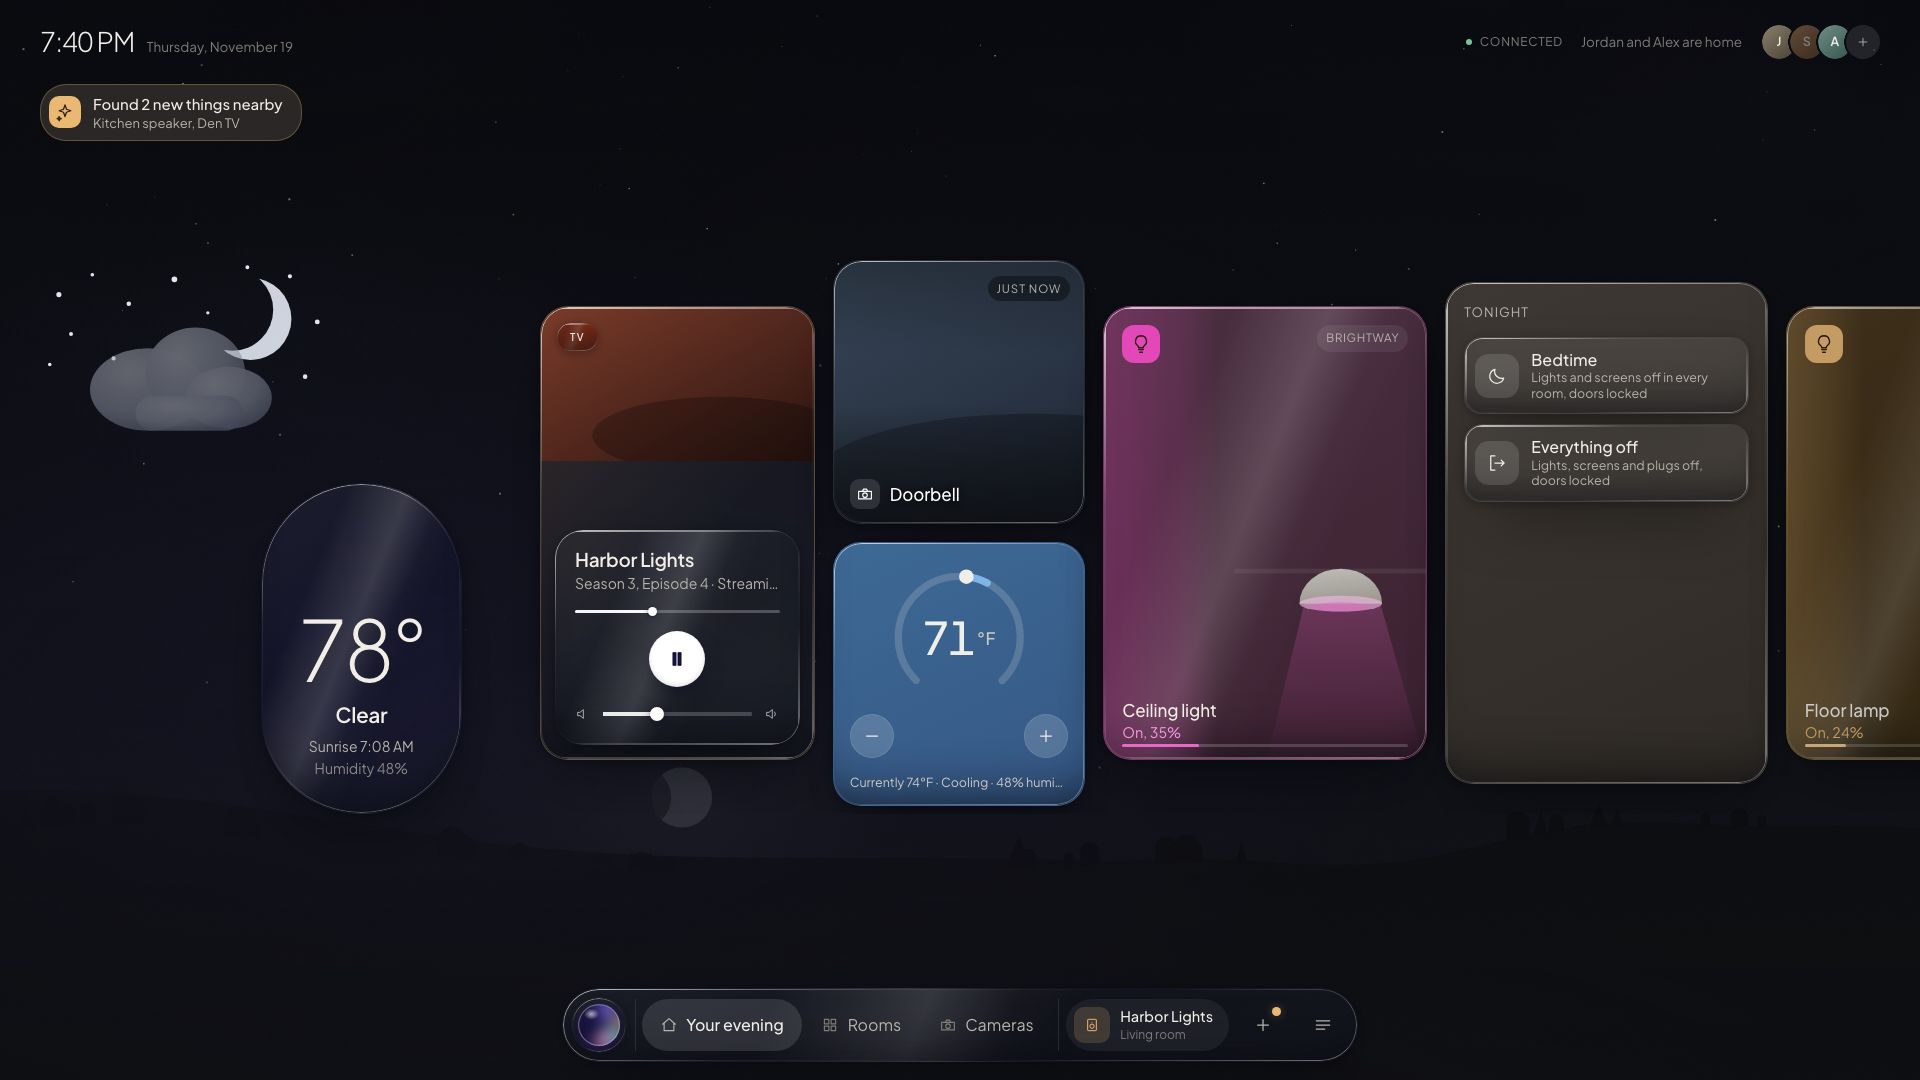 7:40 PM
Thursday, November 19
CONNECTED
Jordan and Alex are home
J
S
A
Found 2 new things nearby
Kitchen speaker, Den TV
78°
Clear
Sunrise 7:08 AM
Humidity 48%
TV
Harbor Lights
Season 3, Episode 4 · Streami...
JUST NOW
Doorbell
71 °F
Currently 74°F · Cooling · 48% humi...
BRIGHTWAY
Ceiling light
On, 35%
TONIGHT
Bedtime
Lights and screens off in every
room, doors locked
Everything off
Lights, screens and plugs off,
doors locked
Floor lamp
On, 24%
Your evening
Rooms
Cameras
Harbor Lights
Living room